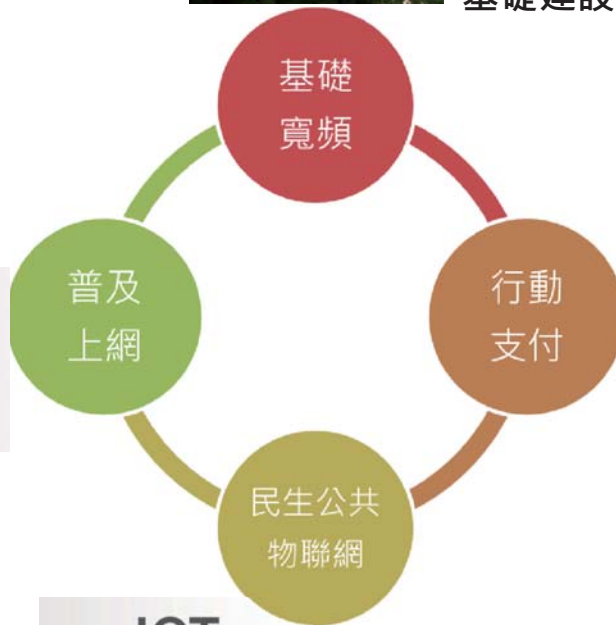 基礎建設
基礎
寬頻
普及
上網
行動
支付
民生公共
物聯網